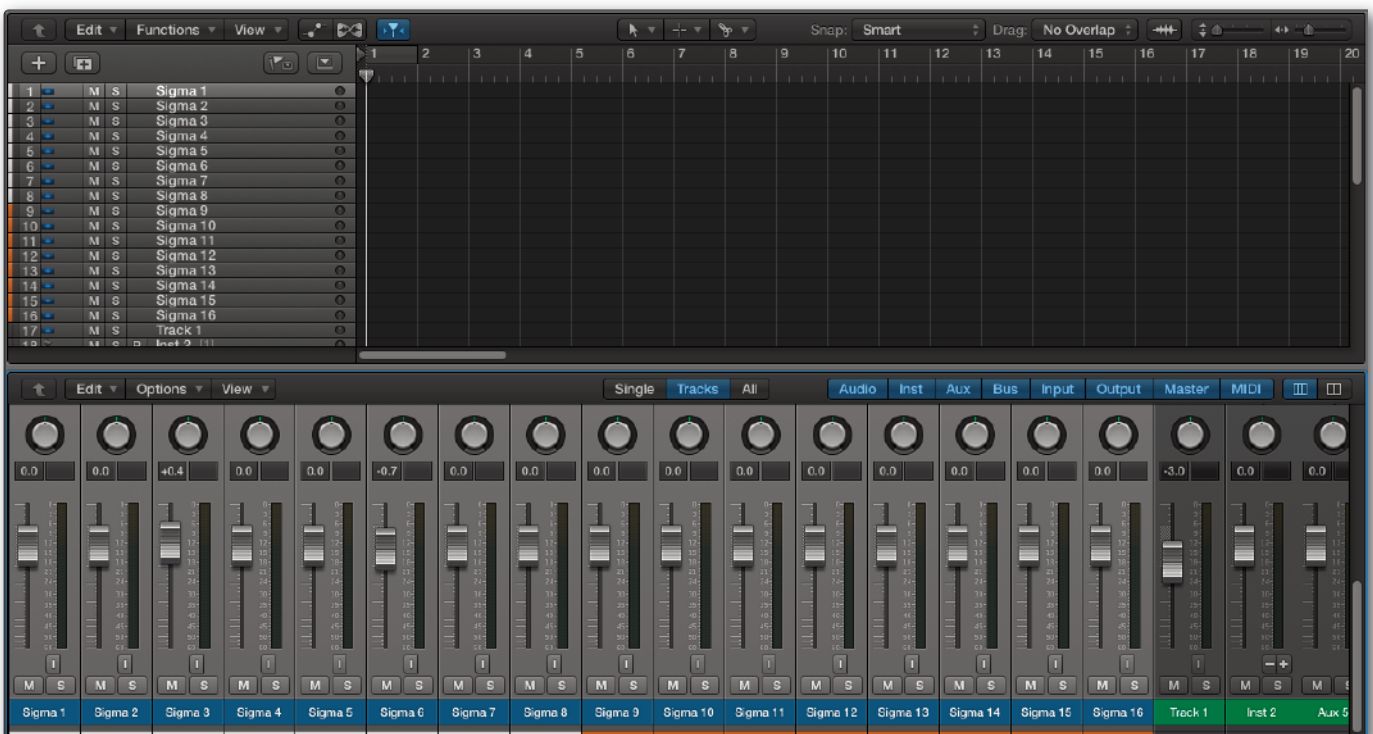 Edit Functions View Snap: Smart Drag: No Overlap
1 2 3 4 5 6 7 8 9 10 11 12 13 14 15 16 17 18 19 20
1 M S Sigma 1
2 M S Sigma 2
3 M S Sigma 3
4 M S Sigma 4
5 M S Sigma 5
6 M S Sigma 6
7 M S Sigma 7
8 M S Sigma 8
9 M S Sigma 9
10 M S Sigma 10
11 M S Sigma 11
12 M S Sigma 12
13 M S Sigma 13
14 M S Sigma 14
15 M S Sigma 15
16 M S Sigma 16
17 M S Track 1
18 M S R Inst 2 [1]
Edit Options View Single Tracks All Audio Inst Aux Bus Input Output Master MIDI
0.0 0.0 +0.4 0.0 0.0 -0.7 0.0 0.0 0.0 0.0 0.0 0.0 0.0 0.0 0.0 0.0 -3.0 0.0 0.0
I I I I I I I I I I I I I I I I I
M S M S M S M S M S M S M S M S M S M S M S M S M S M S M S M S M S M S M S
Sigma 1 Sigma 2 Sigma 3 Sigma 4 Sigma 5 Sigma 6 Sigma 7 Sigma 8 Sigma 9 Sigma 10 Sigma 11 Sigma 12 Sigma 13 Sigma 14 Sigma 15 Sigma 16 Track 1 Inst 2 Aux 5